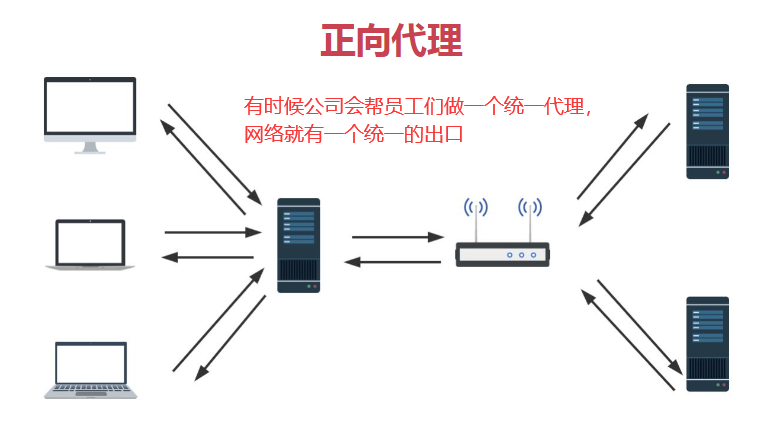 正向代理
有时候公司会帮员工们做一个统一代理，
网络就有一个统一的出口